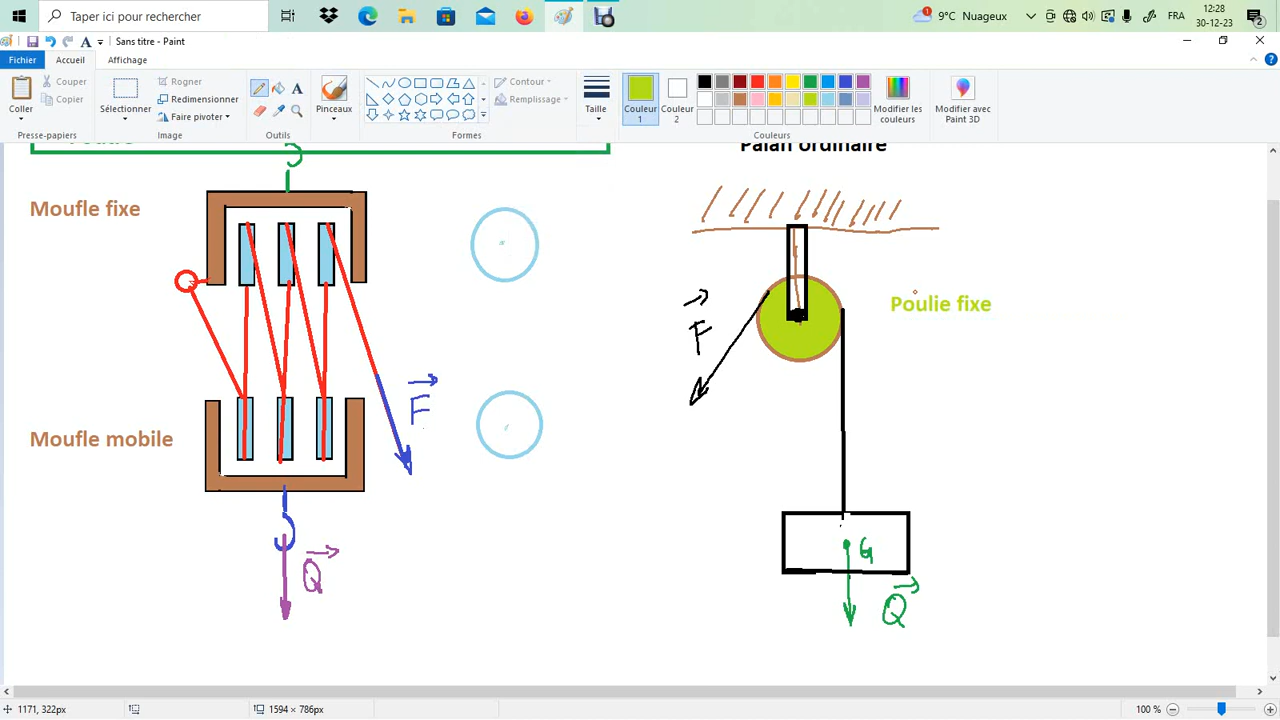 Taper ici pour rechercher
1
9°C Nuageux
FRA
12:28
30-12-23
2
Sans titre - Paint
Fichier
Accueil
Affichage
Coller
Couper
Copier
Presse-papiers
Sélectionner
Rogner
Redimensionner
Faire pivoter
Image
A
Outils
Pinceaux
Contour
Remplissage
Formes
Taille
Couleur
1
Couleur
2
Couleurs
Modifier les
couleurs
Modifier avec
Paint 3D
Palan ordinaire
Moufle fixe
Moufle mobile
F
Q
F
Poulie fixe
G
Q
1171, 322px
1594 × 786px
100 %